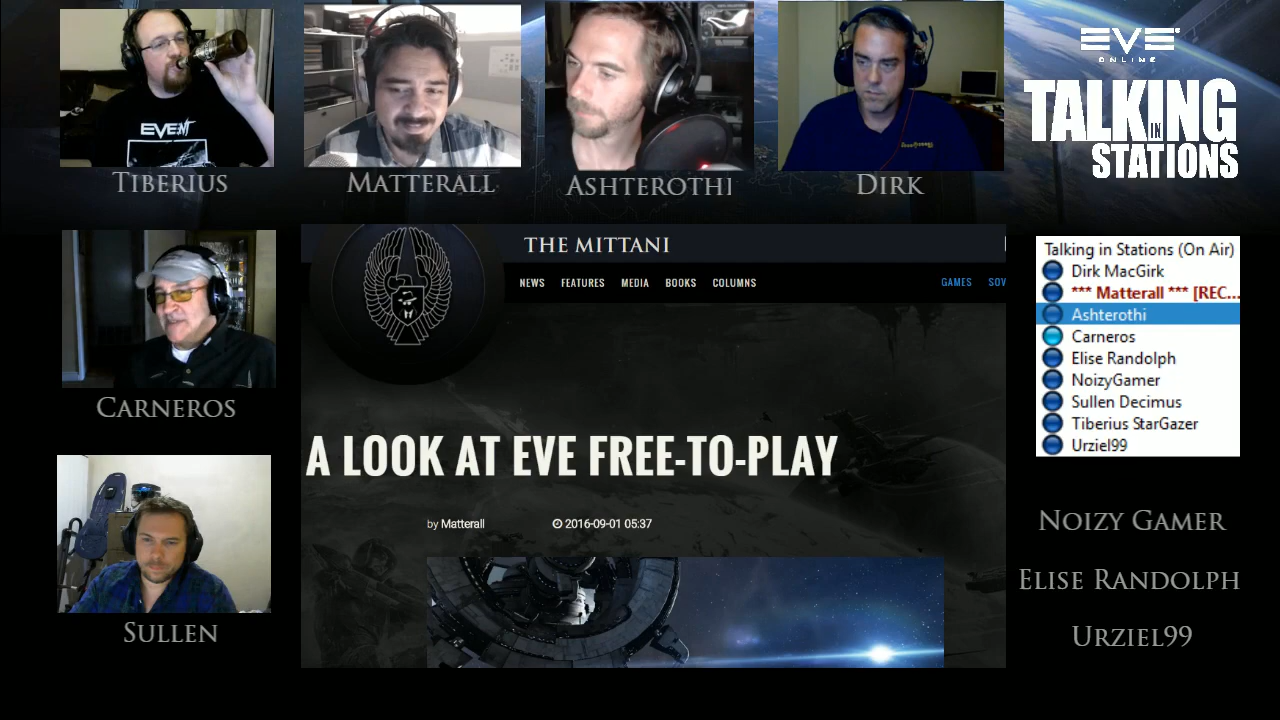 EVE
ONLINE
TALKING
IN
STATIONS
EVE
TIBERIUS
MATTERALL
ASHTEROTHI
DIRK
THE MITTANI
NEWS FEATURES MEDIA BOOKS COLUMNS GAMES SOV
Talking in Stations (On Air)
Dirk MacGirk
*** Matterall *** [REC...
Ashterothi
Carneros
Elise Randolph
NoizyGamer
Sullen Decimus
Tiberius StarGazer
Urziel99
CARNEROS
A LOOK AT EVE FREE-TO-PLAY
by Matterall 2016-09-01 05:37
NOIZY GAMER
ELISE RANDOLPH
SULLEN
URZIEL99